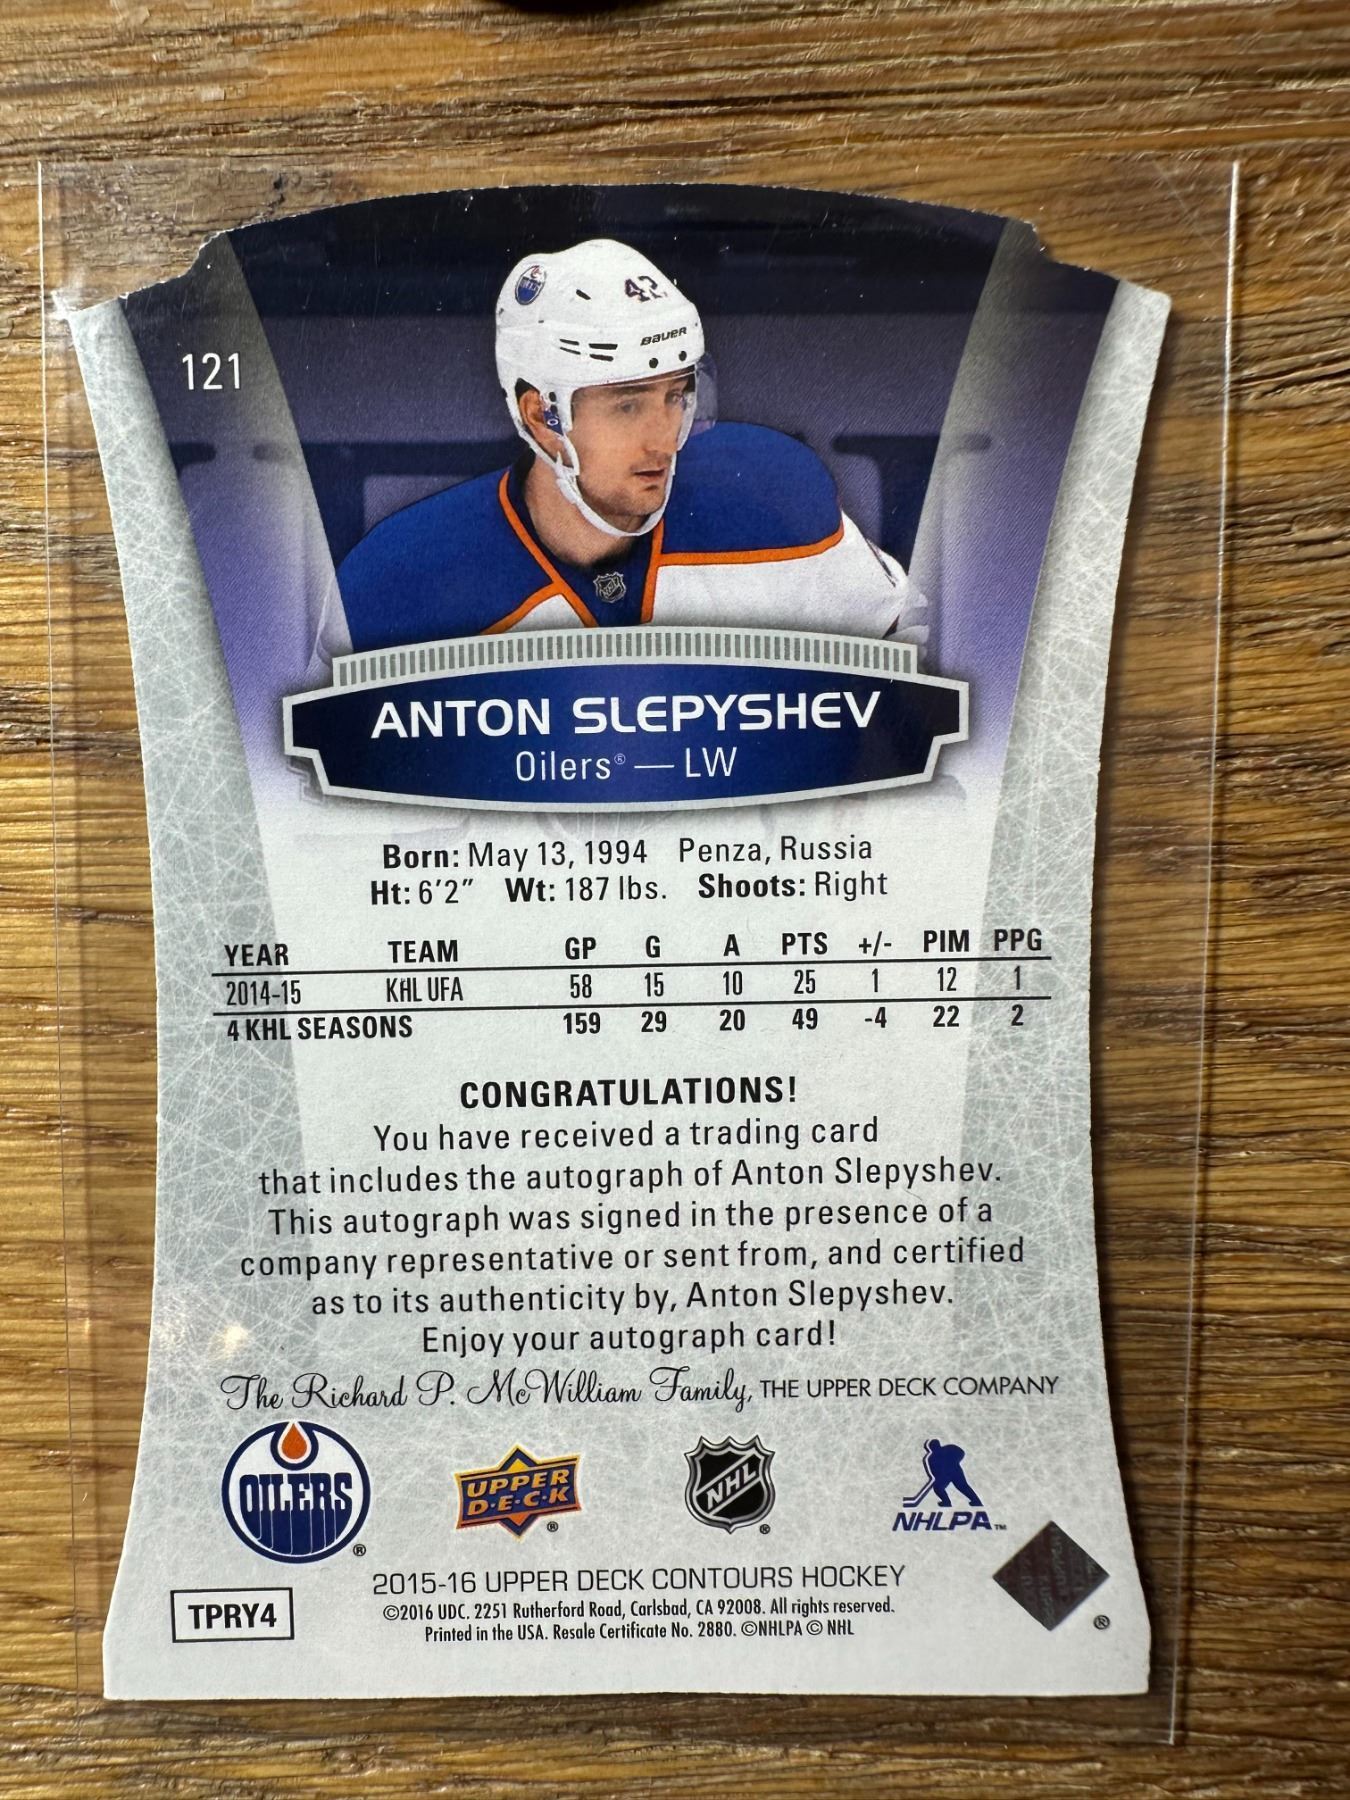 42
BAUER
121
ANTON SLEPYSHEV
Oilers® — LW
Born: May 13, 1994 Penza, Russia
Ht: 6'2" Wt: 187 lbs. Shoots: Right
YEAR TEAM GP G A PTS +/- PIM PPG
2014-15 KHL UFA 58 15 10 25 1 12 1
4 KHL SEASONS 159 29 20 49 -4 22 2
CONGRATULATIONS!
You have received a trading card
that includes the autograph of Anton Slepyshev.
This autograph was signed in the presence of a
company representative or sent from, and certified
as to its authenticity by, Anton Slepyshev.
Enjoy your autograph card!
The Richard P. McWilliam Family, THE UPPER DECK COMPANY
OILERS ®
UPPER
D·E·C·K ®
NHL ®
NHLPA™
2015-16 UPPER DECK CONTOURS HOCKEY
©2016 UDC. 2251 Rutherford Road, Carlsbad, CA 92008. All rights reserved.
TPRY4
Printed in the USA. Resale Certificate No. 2880. ©NHLPA © NHL
®